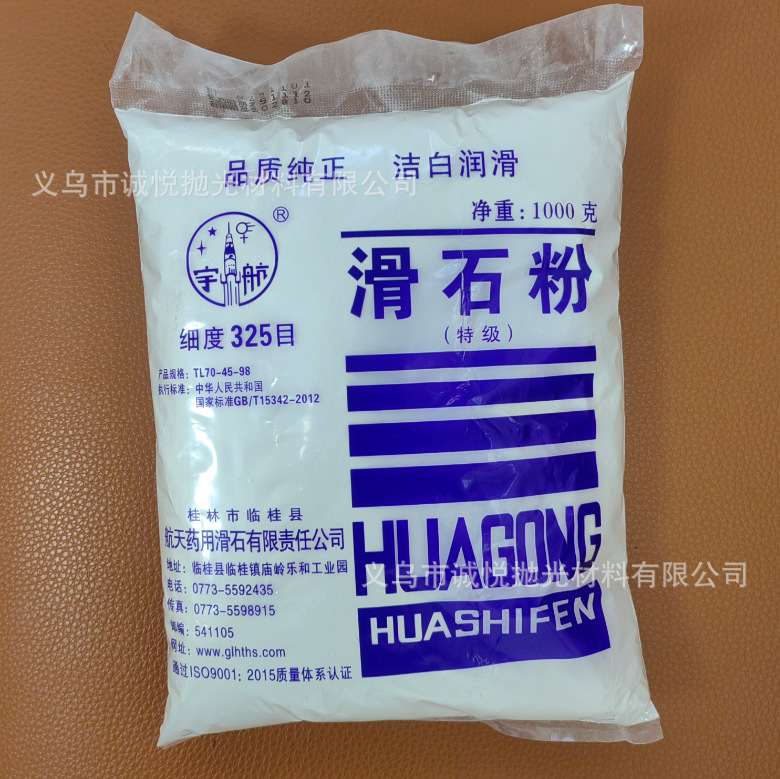 品质纯正 洁白润滑
义乌市诚悦抛光材料有限公司
净重：1000 克
®
宇航
滑石粉
（特级）
细度 325目
产品规格：TL70-45-98
执行标准：中华人民共和国
国家标准GB/T15342-2012
桂林市临桂县
航天药用滑石有限责任公司
地址：临桂县临桂镇庙岭乐和工业园
电话：0773-5592435
传真：0773-5598915
邮编：541105
网址：www.glhths.com
通过ISO9001：2015质量体系认证
HUAGONG
义乌市诚悦抛光材料有限公司
HUASHIFEN